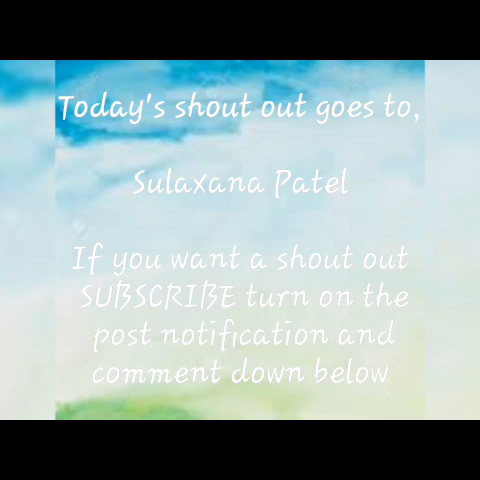 Today's shout out goes to,
Sulaxana Patel
If you want a shout out
SUBSCRIBE turn on the
post notification and
comment down below